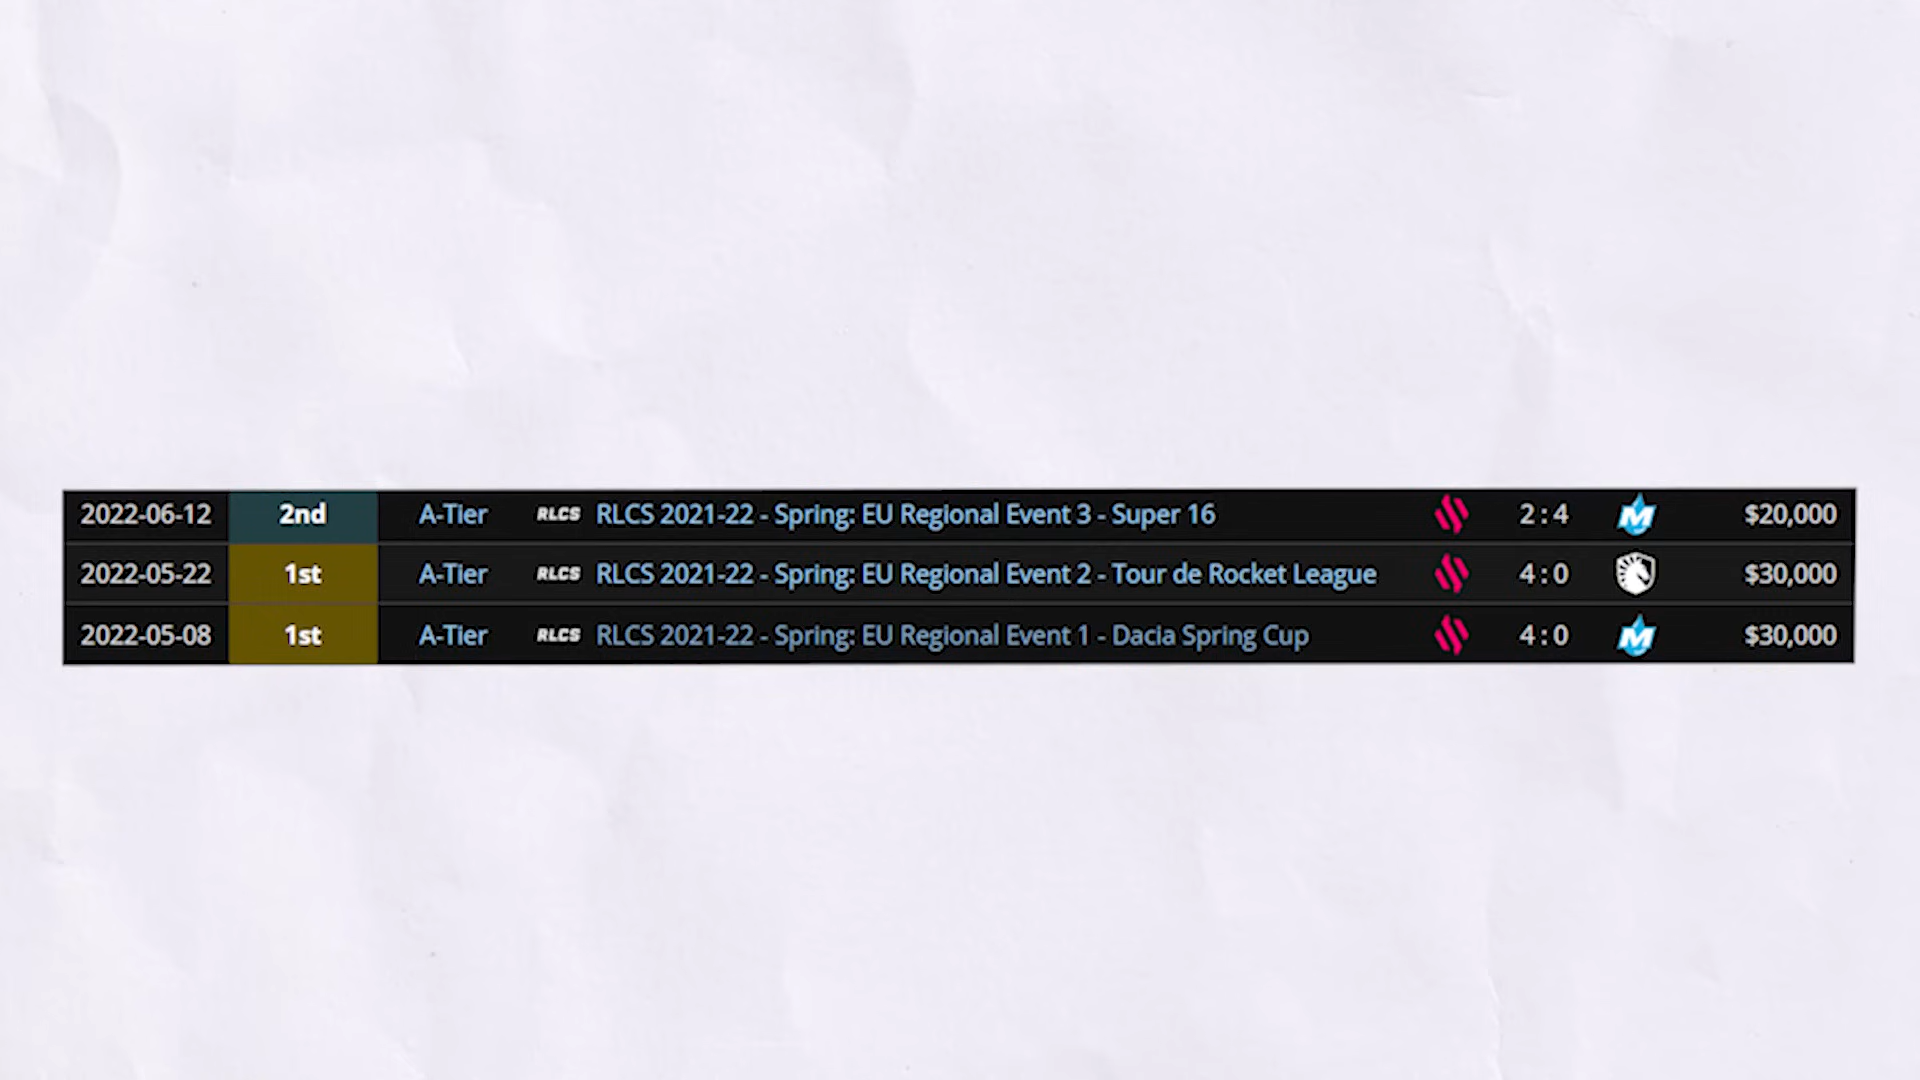 2022-06-12 2nd A-Tier RLCS RLCS 2021-22 - Spring: EU Regional Event 3 - Super 16 2 : 4 M $20,000
2022-05-22 1st A-Tier RLCS RLCS 2021-22 - Spring: EU Regional Event 2 - Tour de Rocket League 4 : 0 $30,000
2022-05-08 1st A-Tier RLCS RLCS 2021-22 - Spring: EU Regional Event 1 - Dacia Spring Cup 4 : 0 M $30,000